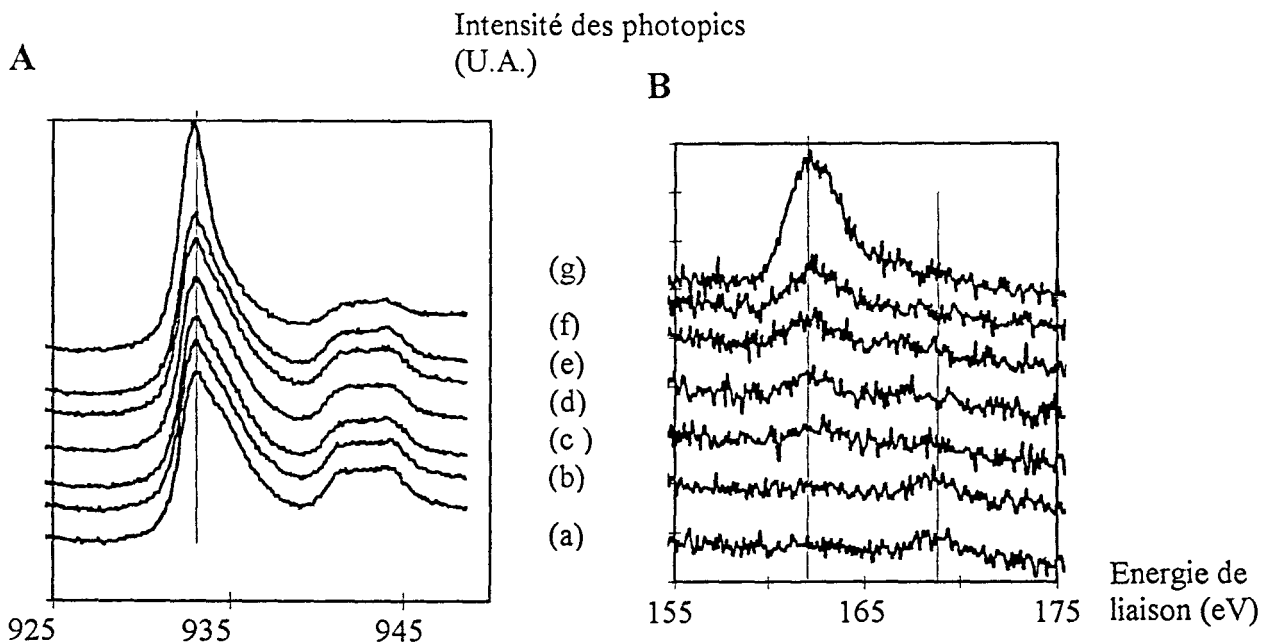 Intensité des photopics
(U.A.)
A
B
(g)
(f)
(e)
(d)
(c )
(b)
(a)
925
935
945
155
165
175
Energie de
liaison (eV)